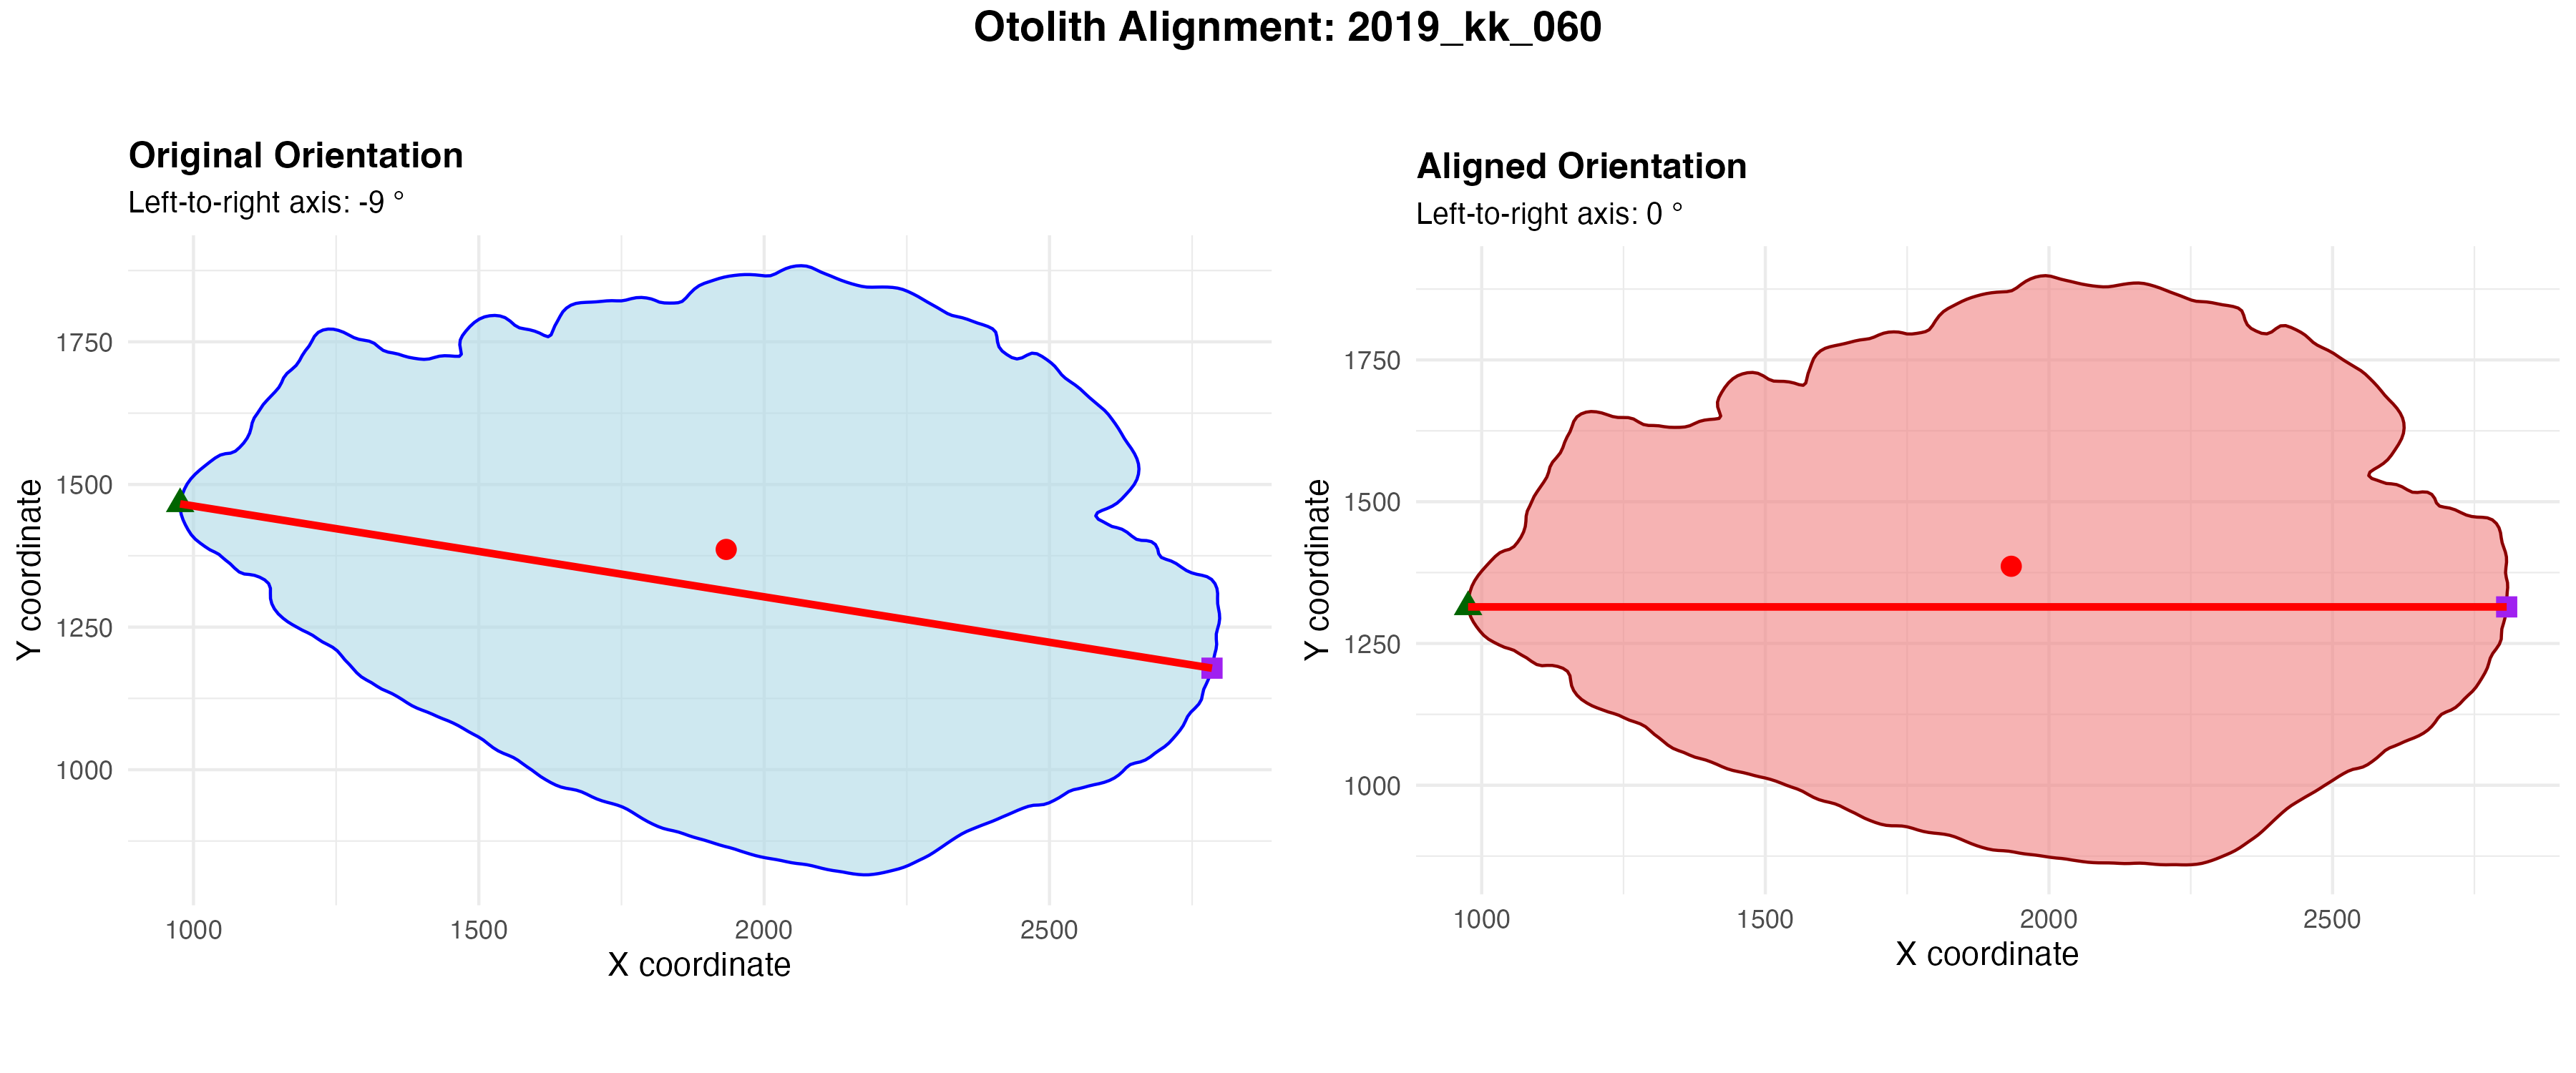 Otolith Alignment: 2019_kk_060
Original Orientation
Left-to-right axis: -9 °
Y coordinate
1750
1500
1250
1000
1000 1500 2000 2500
X coordinate
Aligned Orientation
Left-to-right axis: 0 °
Y coordinate
1750
1500
1250
1000
1000 1500 2000 2500
X coordinate